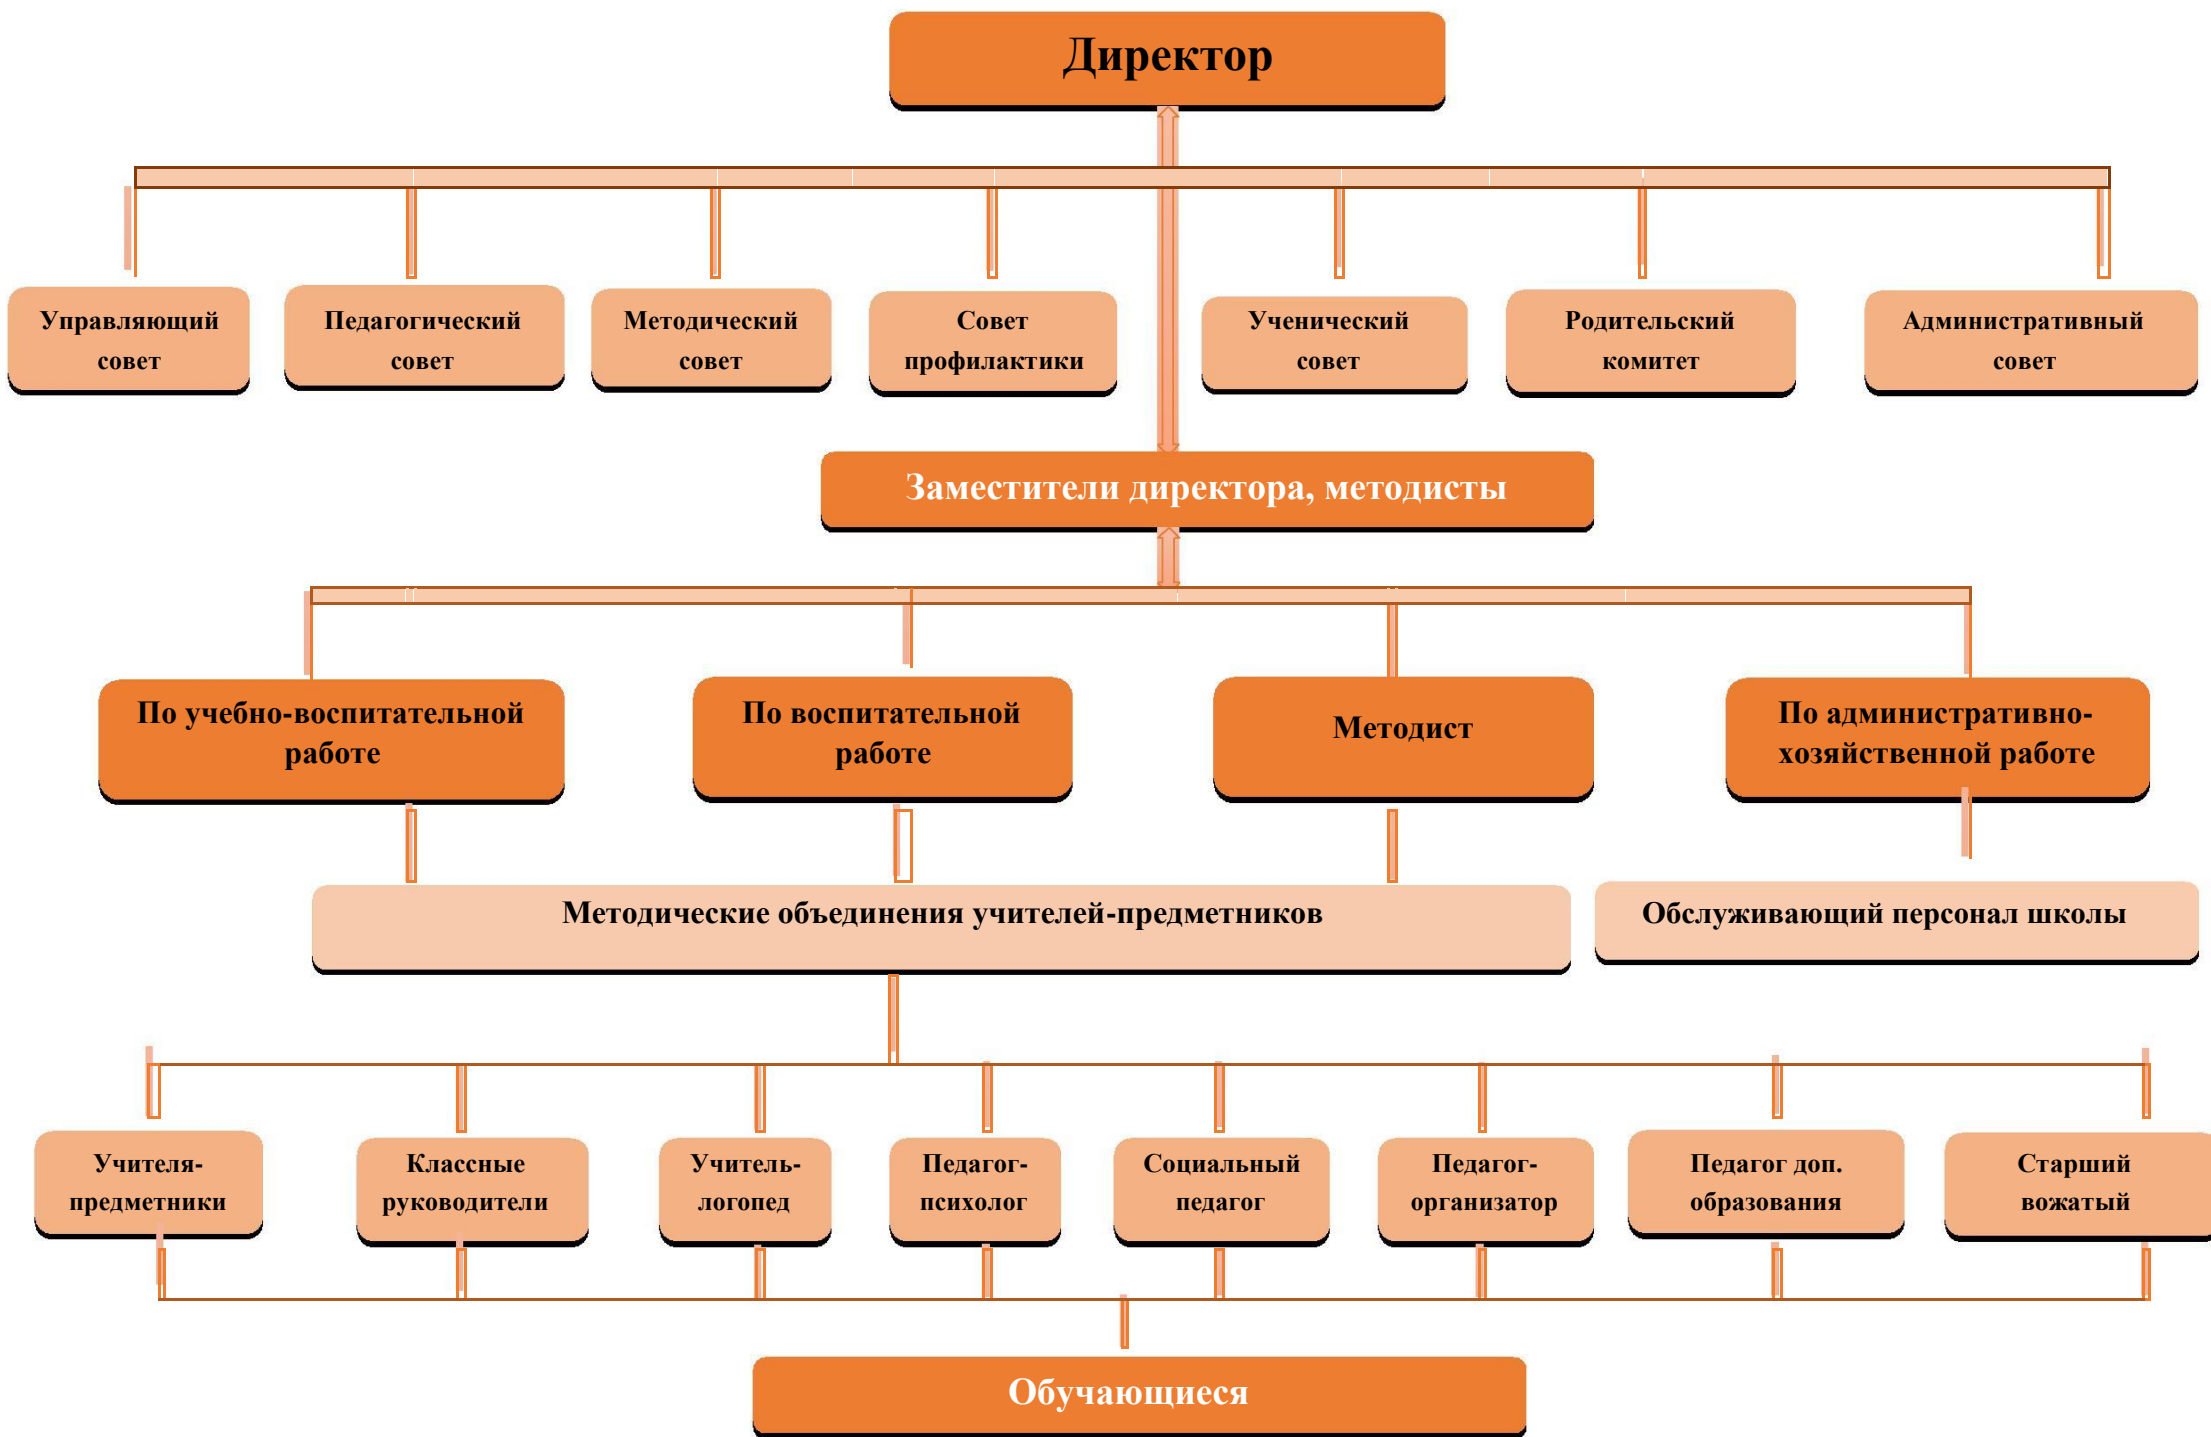 Директор
Управляющий
совет
Педагогический
совет
Методический
совет
Совет
профилактики
Ученический
совет
Родительский
комитет
Административный
совет
Заместители директора, методисты
По учебно-воспитательной
работе
По воспитательной
работе
Методист
По административно-
хозяйственной работе
Методические объединения учителей-предметников
Обслуживающий персонал школы
Учителя-
предметники
Классные
руководители
Учитель-
логопед
Педагог-
психолог
Социальный
педагог
Педагог-
организатор
Педагог доп.
образования
Старший
вожатый
Обучающиеся